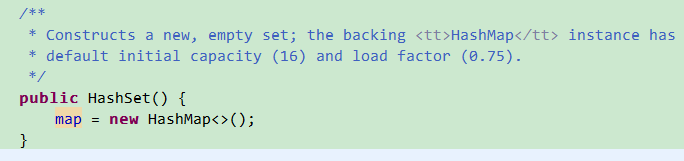 /**
* Constructs a new, empty set; the backing <tt>HashMap</tt> instance has
* default initial capacity (16) and load factor (0.75).
*/
public HashSet() {
map = new HashMap<>();
}